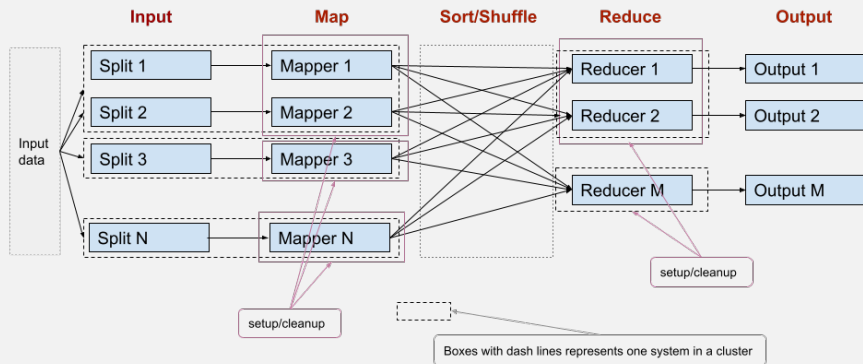 Input
Map
Sort/Shuffle
Reduce
Output
Input
data
Split 1
Mapper 1
Reducer 1
Output 1
Split 2
Mapper 2
Reducer 2
Output 2
Split 3
Mapper 3
Reducer M
Output M
Split N
Mapper N
setup/cleanup
setup/cleanup
Boxes with dash lines represents one system in a cluster